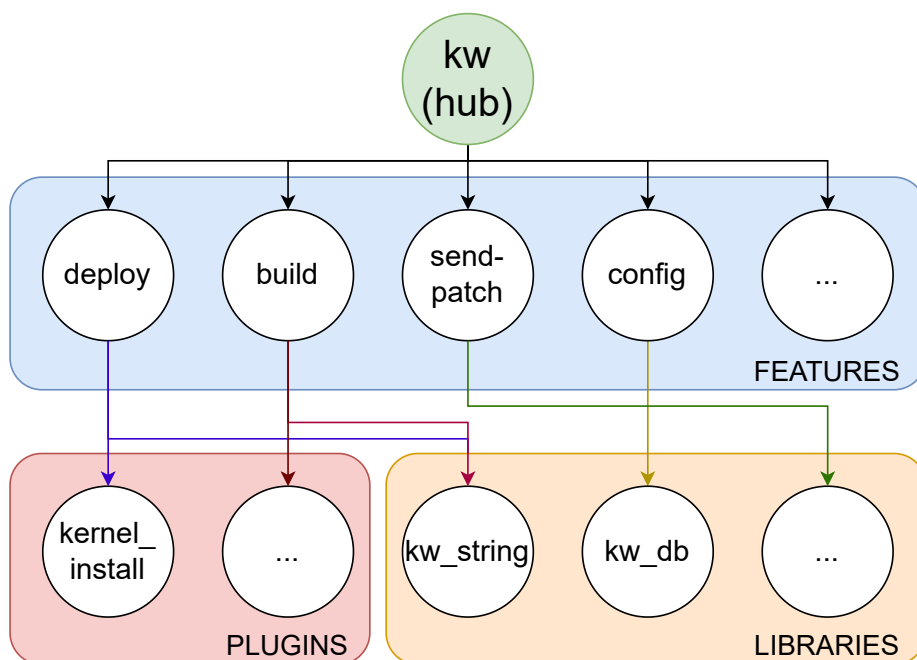 kw
(hub)
deploy
build
send-
patch
config
...
FEATURES
kernel_
install
...
kw_string
kw_db
...
PLUGINS
LIBRARIES